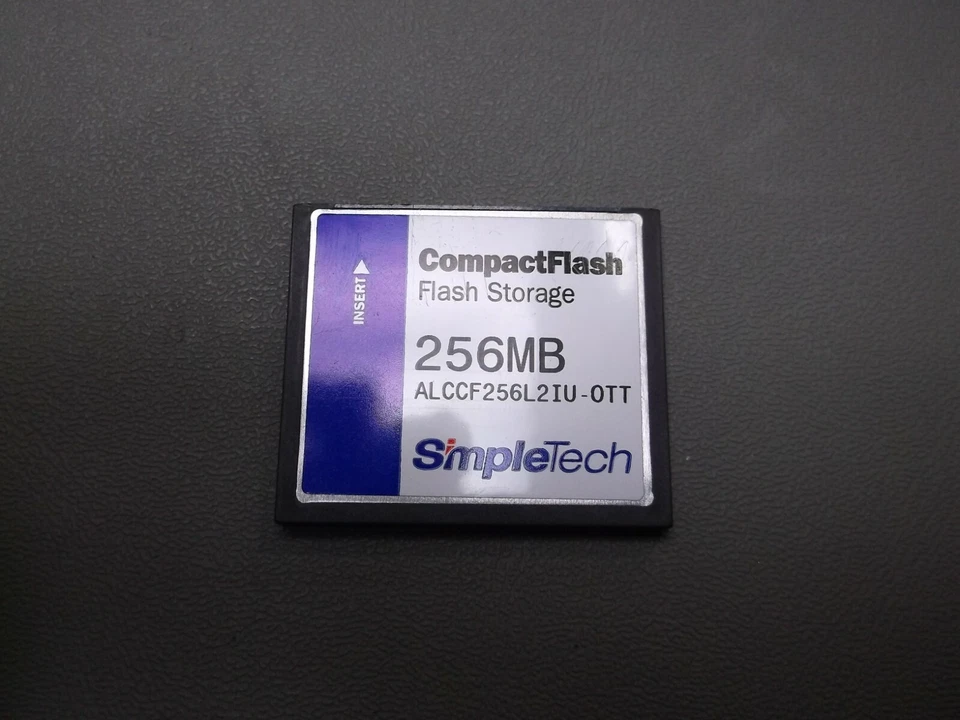 INSERT
CompactFlash
Flash Storage
256MB
ALCCF256L2IU-OTT
SimpleTech